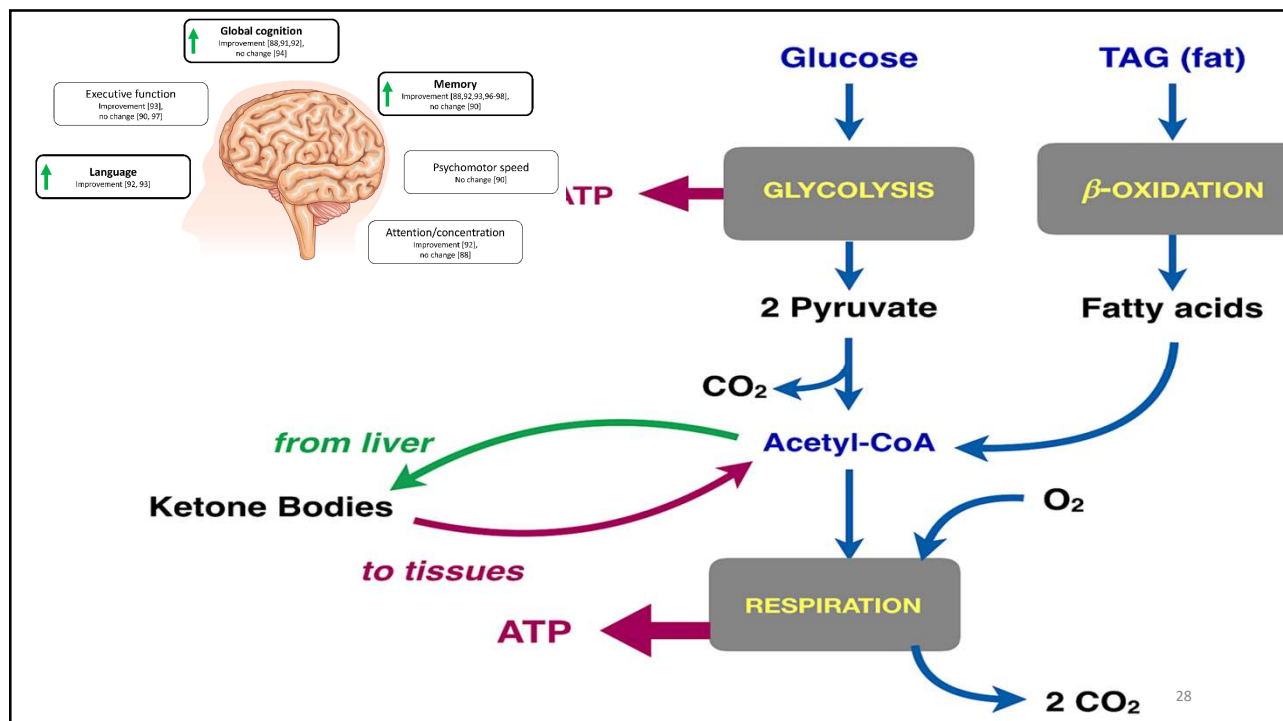 Global cognition
Improvement [88,91,92],
no change [94]
Executive function
Improvement [93],
no change [90, 97]
Memory
Improvement [88,92,93,96-98],
no change [90]
Language
Improvement [92, 93]
Psychomotor speed
No change [90]
Attention/concentration
Improvement [92],
no change [88]
Glucose
TAG (fat)
ATP
GLYCOLYSIS
β-OXIDATION
2 Pyruvate
Fatty acids
CO₂
from liver
Acetyl-CoA
Ketone Bodies
O₂
to tissues
RESPIRATION
ATP
2 CO₂
28